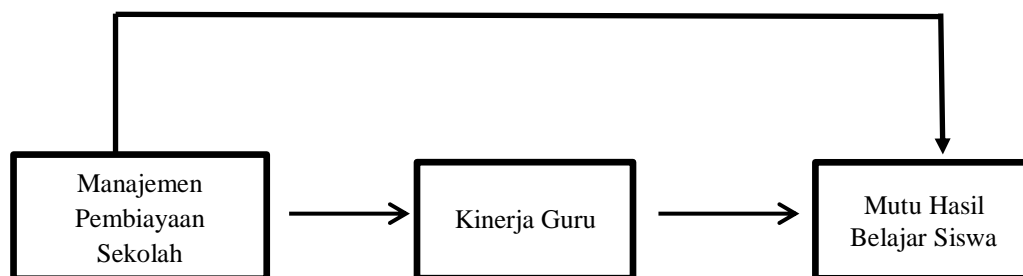 Manajemen
Pembiayaan
Sekolah
Kinerja Guru
Mutu Hasil
Belajar Siswa